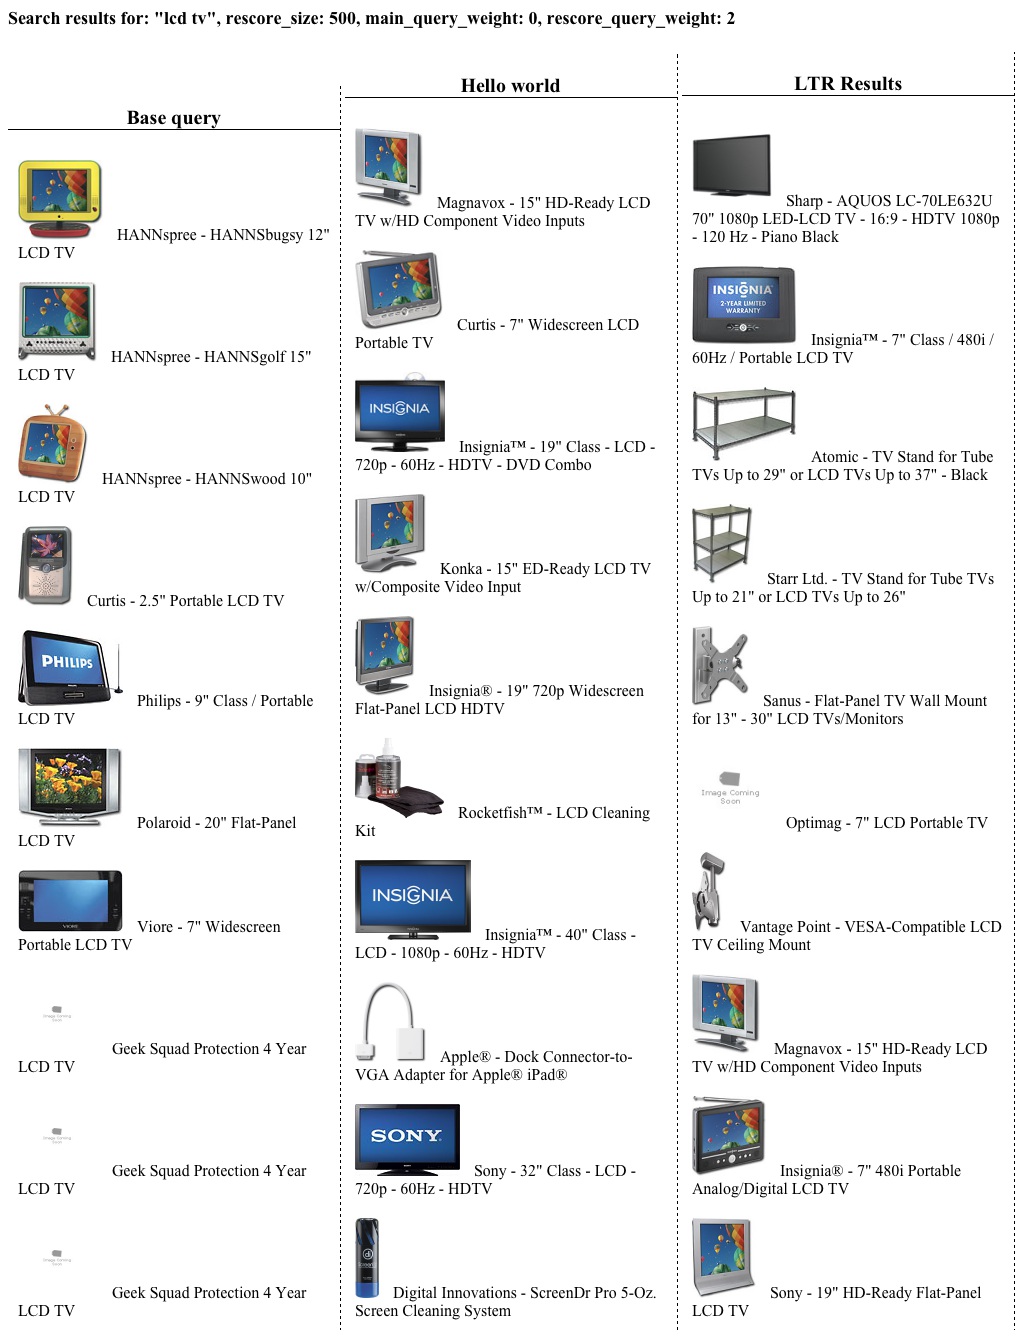 Search results for: "lcd tv", rescore_size: 500, main_query_weight: 0, rescore_query_weight: 2
Base query
HANNspree - HANNSbugsy 12"
LCD TV
HANNspree - HANNSgolf 15"
LCD TV
HANNspree - HANNSwood 10"
LCD TV
Curtis - 2.5" Portable LCD TV
PHILIPS
Philips - 9" Class / Portable
LCD TV
Polaroid - 20" Flat-Panel
LCD TV
VIORE
Viore - 7" Widescreen
Portable LCD TV
Image Coming
Soon
Geek Squad Protection 4 Year
LCD TV
Image Coming
Soon
Geek Squad Protection 4 Year
LCD TV
Image Coming
Soon
Geek Squad Protection 4 Year
LCD TV
Hello world
Magnavox - 15" HD-Ready LCD
TV w/HD Component Video Inputs
Curtis - 7" Widescreen LCD
Portable TV
INSIGNIA
Insignia™ - 19" Class - LCD -
720p - 60Hz - HDTV - DVD Combo
Konka - 15" ED-Ready LCD TV
w/Composite Video Input
Insignia® - 19" 720p Widescreen
Flat-Panel LCD HDTV
Rocketfish™ - LCD Cleaning
Kit
INSIGNIA
Insignia™ - 40" Class -
LCD - 1080p - 60Hz - HDTV
Apple® - Dock Connector-to-
VGA Adapter for Apple® iPad®
SONY
Sony - 32" Class - LCD -
720p - 60Hz - HDTV
di
Digital Innovations - ScreenDr Pro 5-Oz.
Screen Cleaning System
LTR Results
Sharp - AQUOS LC-70LE632U
70" 1080p LED-LCD TV - 16:9 - HDTV 1080p
- 120 Hz - Piano Black
INSIGNIA
2-YEAR LIMITED
WARRANTY
Insignia™ - 7" Class / 480i /
60Hz / Portable LCD TV
Atomic - TV Stand for Tube
TVs Up to 29" or LCD TVs Up to 37" - Black
Starr Ltd. - TV Stand for Tube TVs
Up to 21" or LCD TVs Up to 26"
Sanus - Flat-Panel TV Wall Mount
for 13" - 30" LCD TVs/Monitors
Image Coming
Soon
Optimag - 7" LCD Portable TV
Vantage Point - VESA-Compatible LCD
TV Ceiling Mount
Magnavox - 15" HD-Ready LCD
TV w/HD Component Video Inputs
Insignia® - 7" 480i Portable
Analog/Digital LCD TV
Sony - 19" HD-Ready Flat-Panel
LCD TV